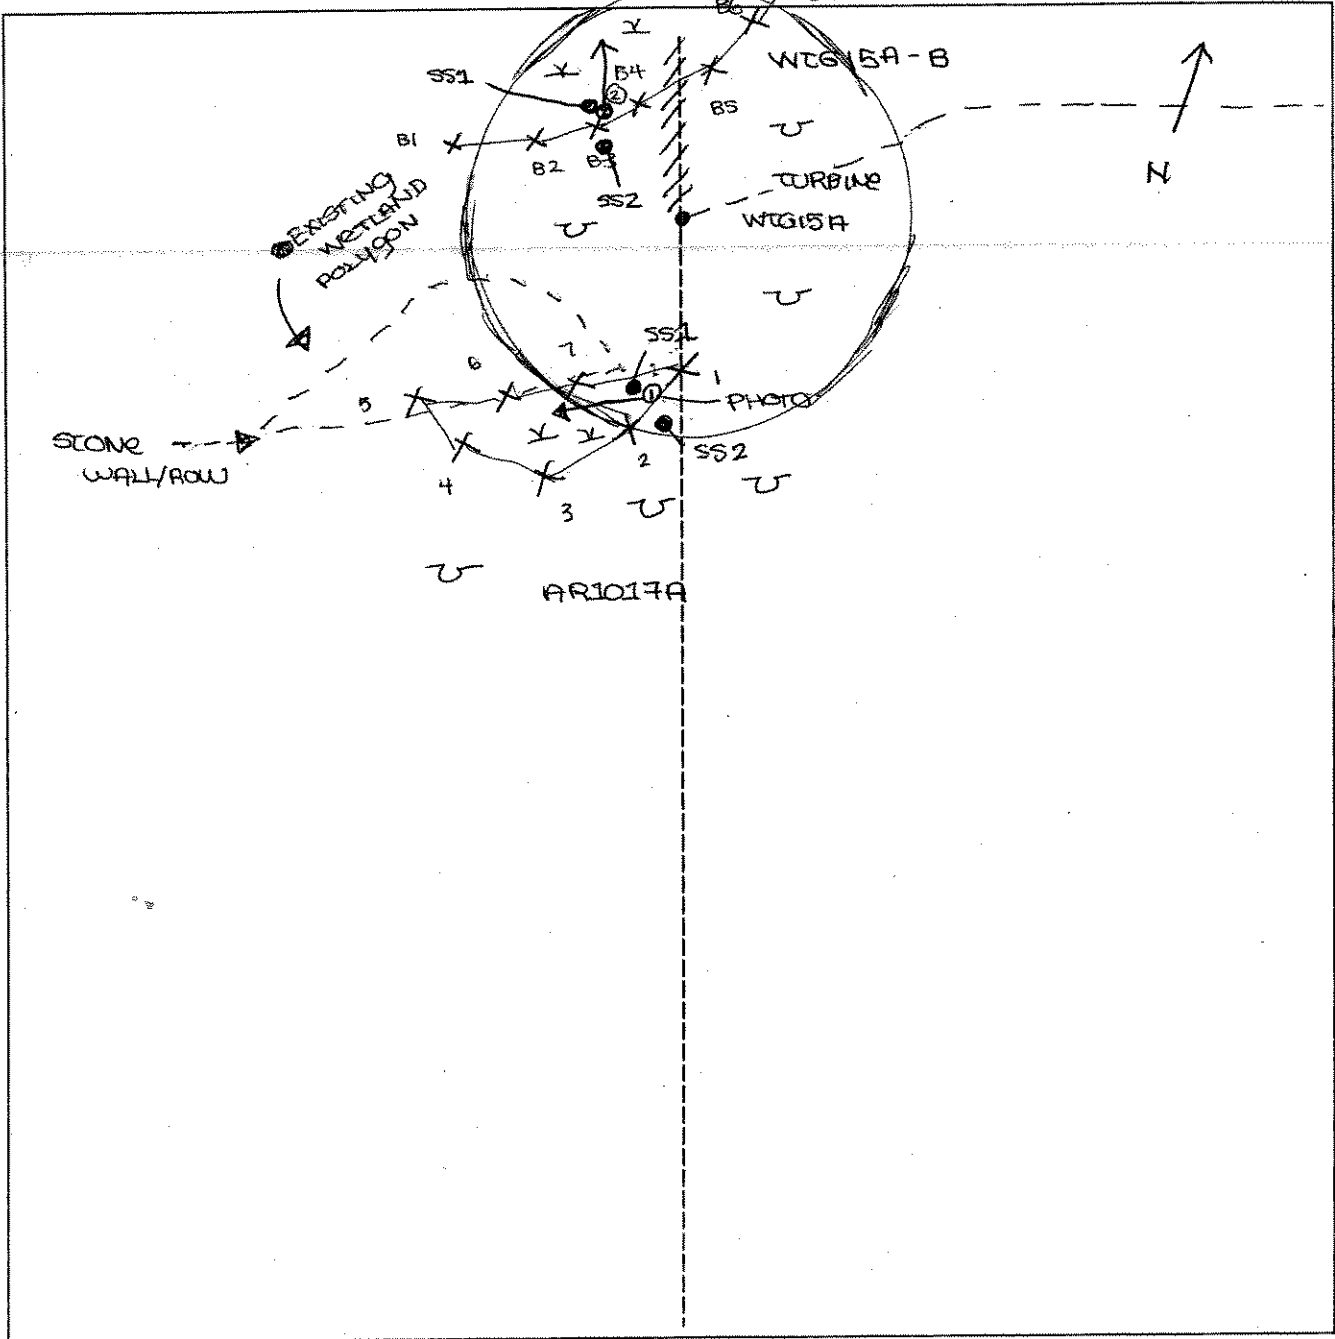 B6
WTG15A-B
SS1
B4
2
B5
B1
B2
B3
SS2
N
TURBINE
WTG15A
EXISTING
WETLAND
POLYGON
SS1
7
6
1
1
PHOTO
5
STONE
WALL/ROW
2
SS2
4
3
AR1017A